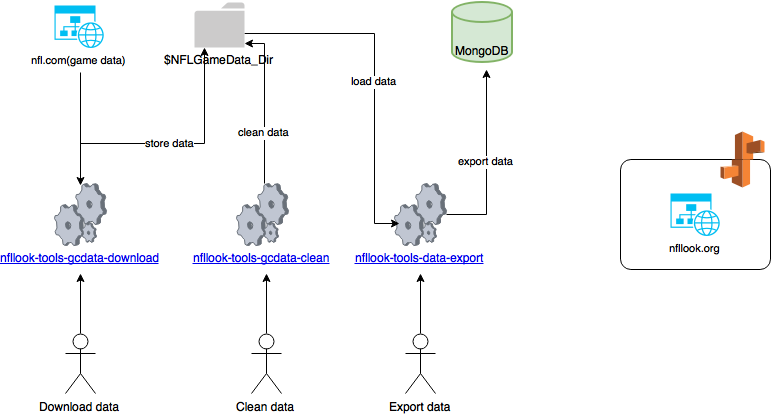 nfl.com(game data)
$NFLGameData_Dir
MongoDB
load data
clean data
store data
export data
nfllook.org
nfllook-tools-gcdata-download
nfllook-tools-gcdata-clean
nfllook-tools-data-export
Download data
Clean data
Export data